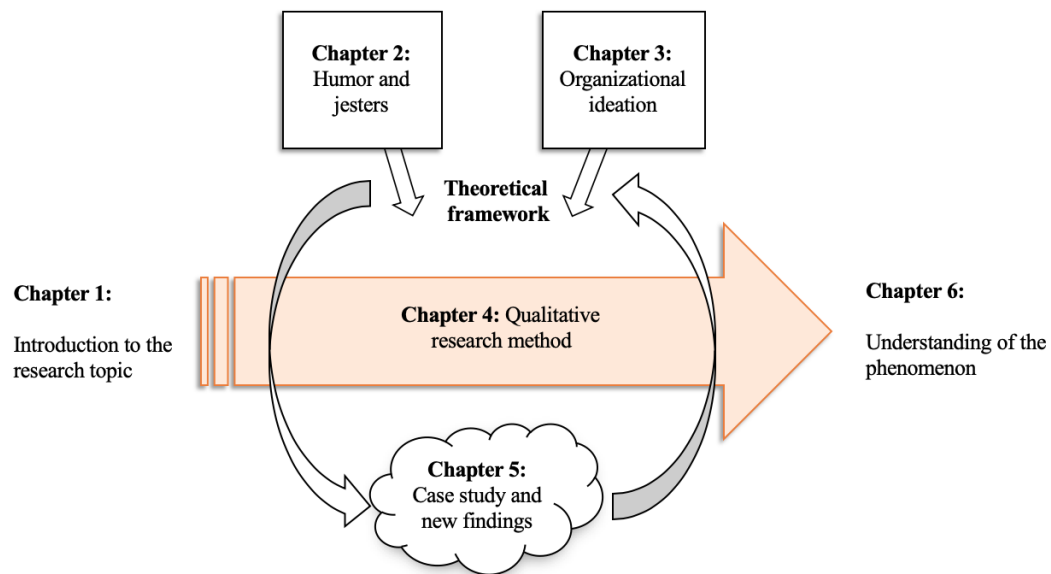 Chapter 2:
Humor and
jesters
Chapter 3:
Organizational
ideation
Theoretical
framework
Chapter 1:
Introduction to the
research topic
Chapter 4: Qualitative
research method
Chapter 6:
Understanding of the
phenomenon
Chapter 5:
Case study and
new findings